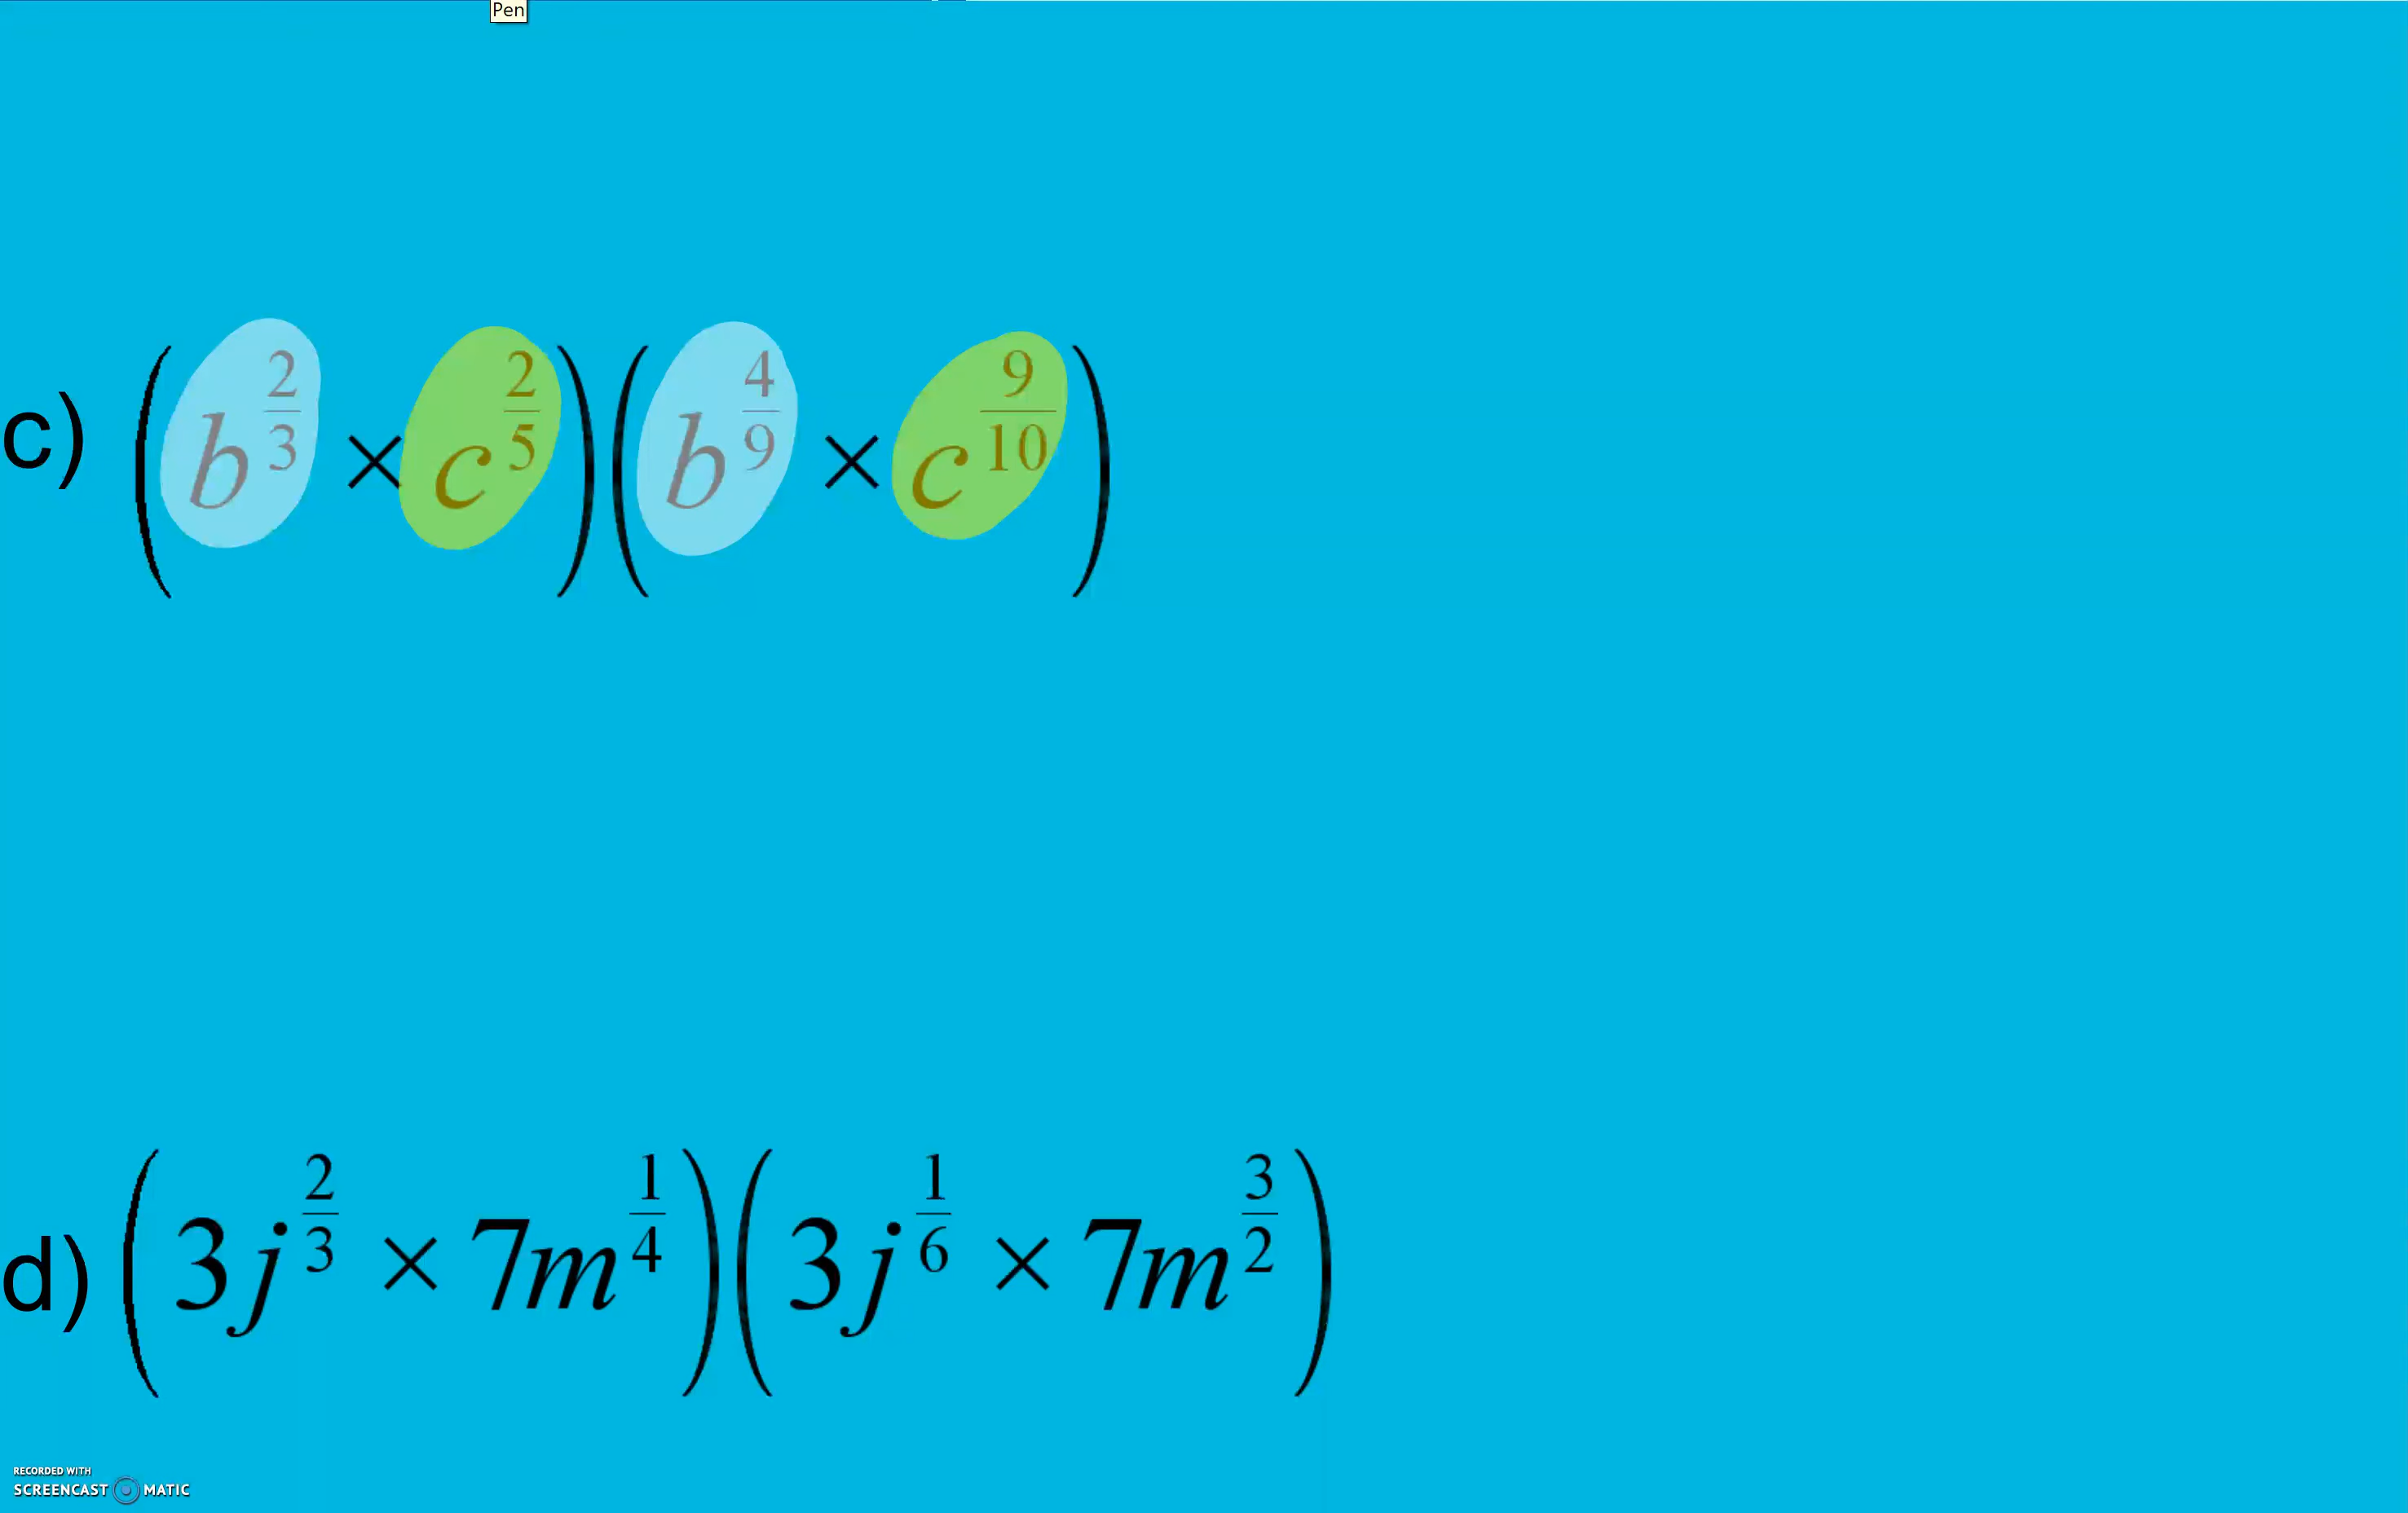 Pen
c) (b^{2/3} × c^{2/5})(b^{4/9} × c^{9/10})
d) (3j^{2/3} × 7m^{1/4})(3j^{1/6} × 7m^{3/2})
RECORDED WITH
SCREENCAST MATIC